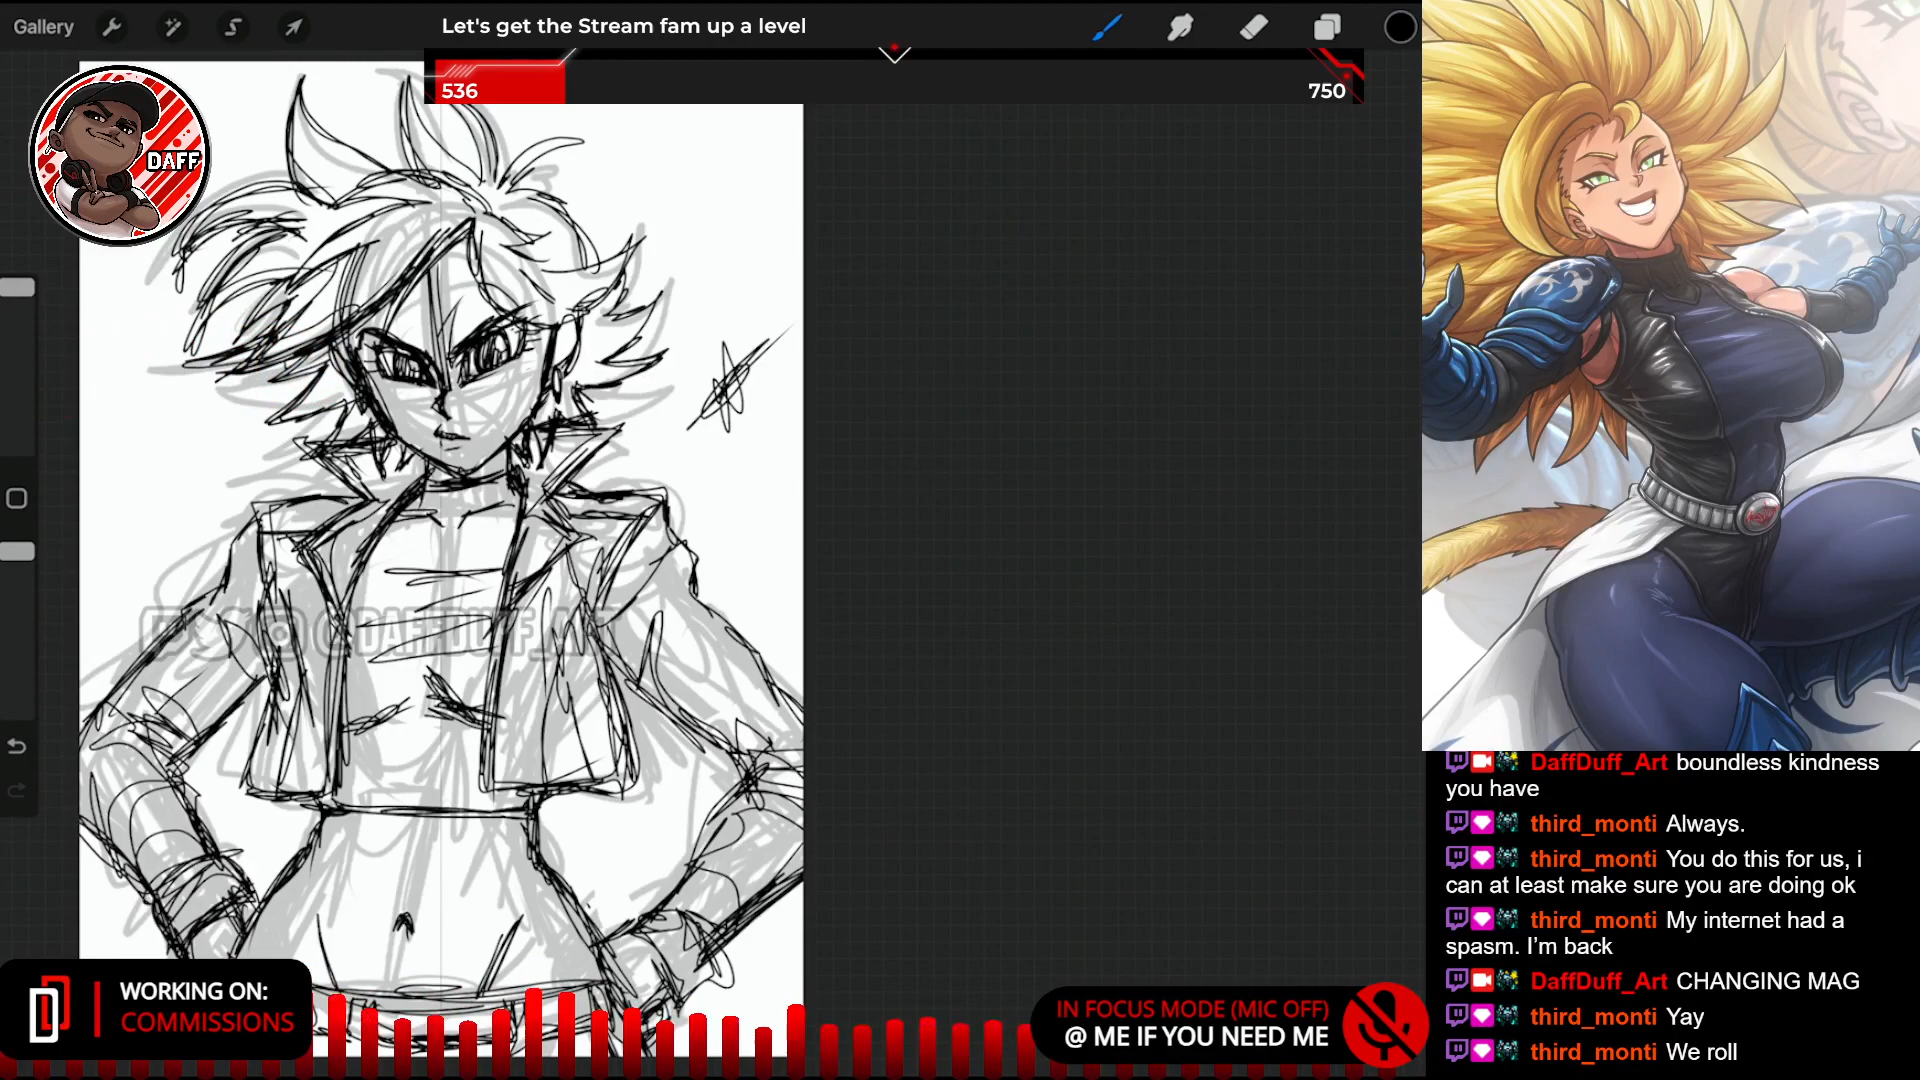 Gallery
Let's get the Stream fam up a level
536
750
DAFF
@DAFFDUFF_ART
DaffDuff_Art boundless kindness
you have
third_monti Always.
third_monti You do this for us, i
can at least make sure you are doing ok
third_monti My internet had a
spasm. I'm back
DaffDuff_Art CHANGING MAG
third_monti Yay
third_monti We roll
WORKING ON:
COMMISSIONS
IN FOCUS MODE (MIC OFF)
@ ME IF YOU NEED ME